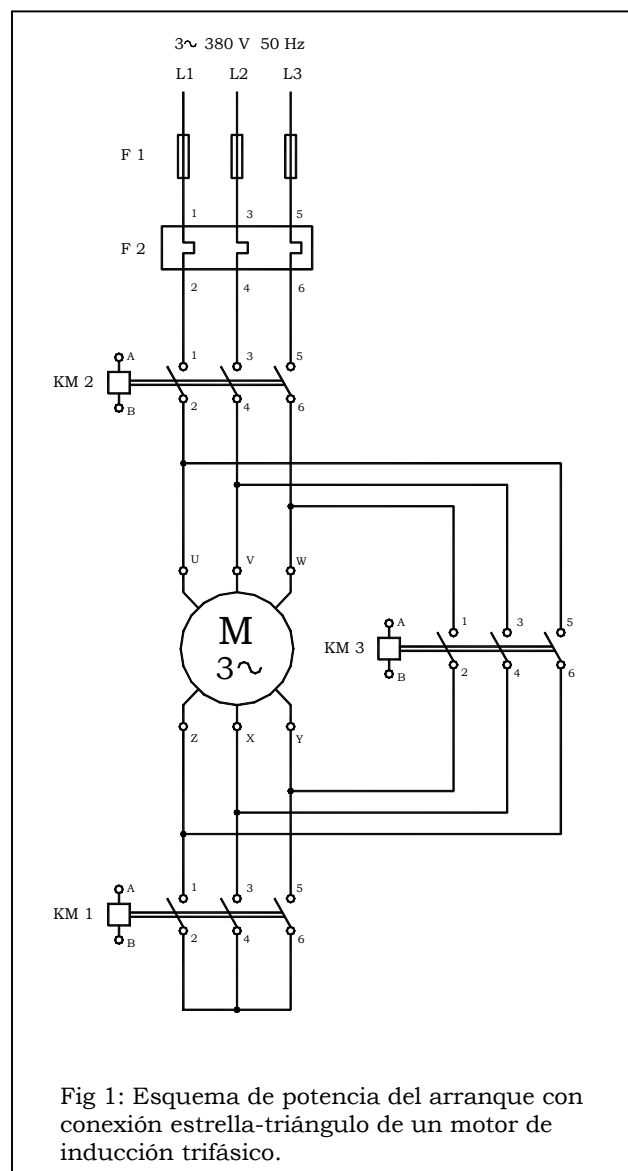 3∿ 380 V 50 Hz
L1 L2 L3
F 1
1 3 5
F 2
2 4 6
A 1 3 5
KM 2
B 2 4 6
U V W
M
3∿
A 1 3 5
KM 3
B 2 4 6
Z X Y
A 1 3 5
KM 1
B 2 4 6
Fig 1: Esquema de potencia del arranque con
conexión estrella-triángulo de un motor de
inducción trifásico.